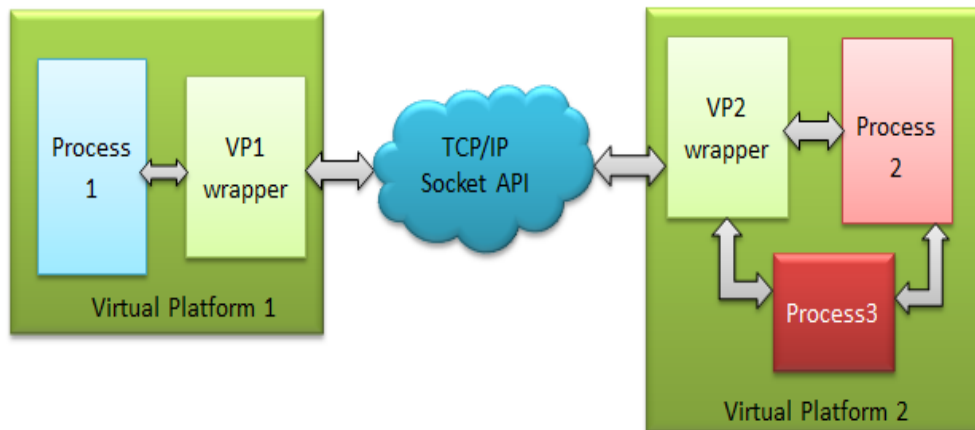 Process
1
VP1
wrapper
Virtual Platform 1
TCP/IP
Socket API
VP2
wrapper
Process
2
Process3
Virtual Platform 2